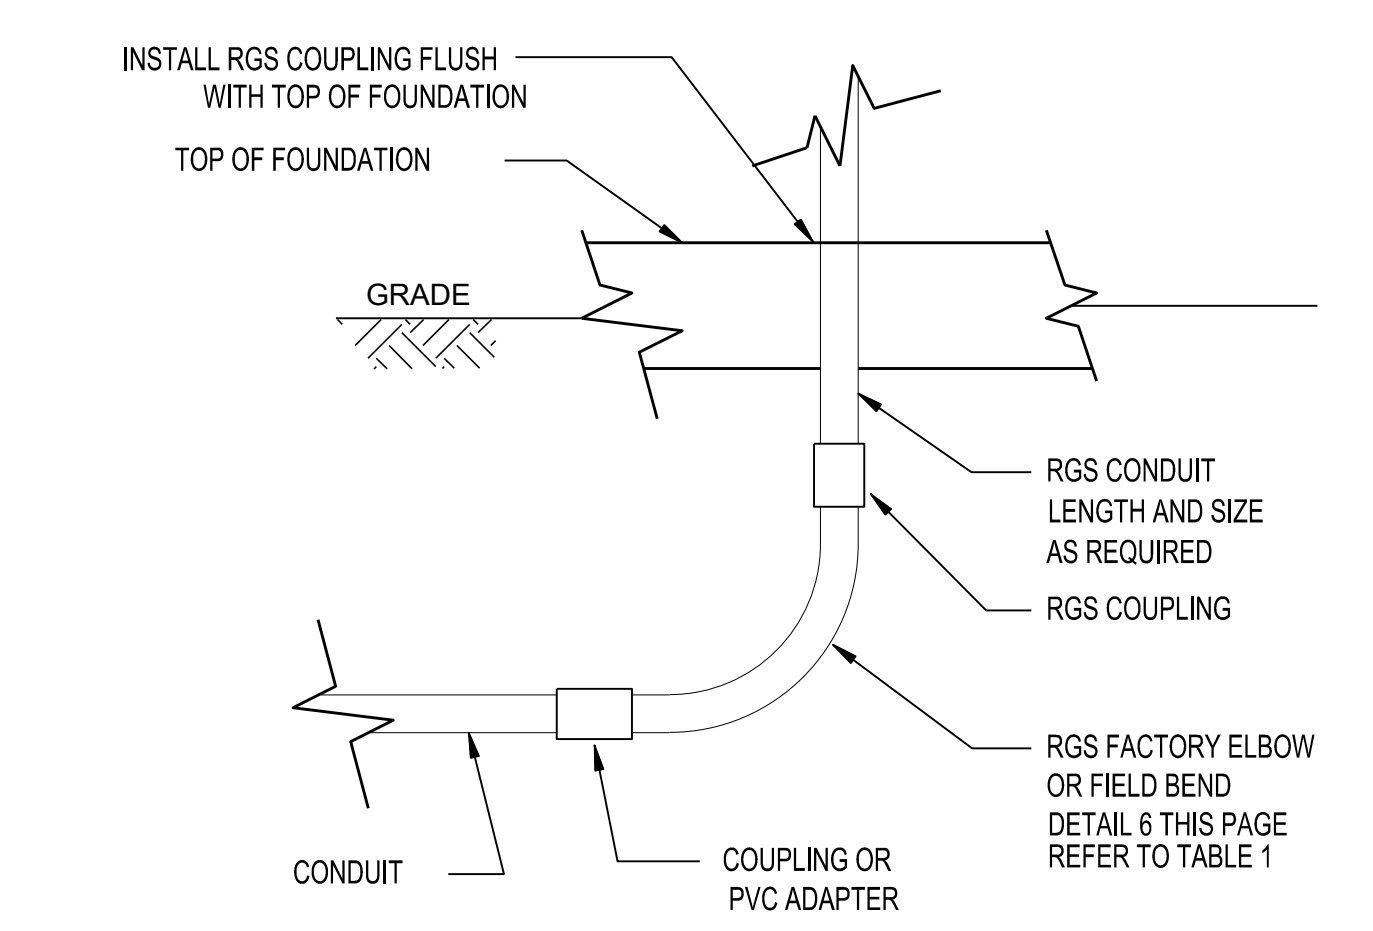 INSTALL RGS COUPLING FLUSH
WITH TOP OF FOUNDATION
TOP OF FOUNDATION
GRADE
RGS CONDUIT
LENGTH AND SIZE
AS REQUIRED
RGS COUPLING
RGS FACTORY ELBOW
OR FIELD BEND
DETAIL 6 THIS PAGE
REFER TO TABLE 1
CONDUIT
COUPLING OR
PVC ADAPTER